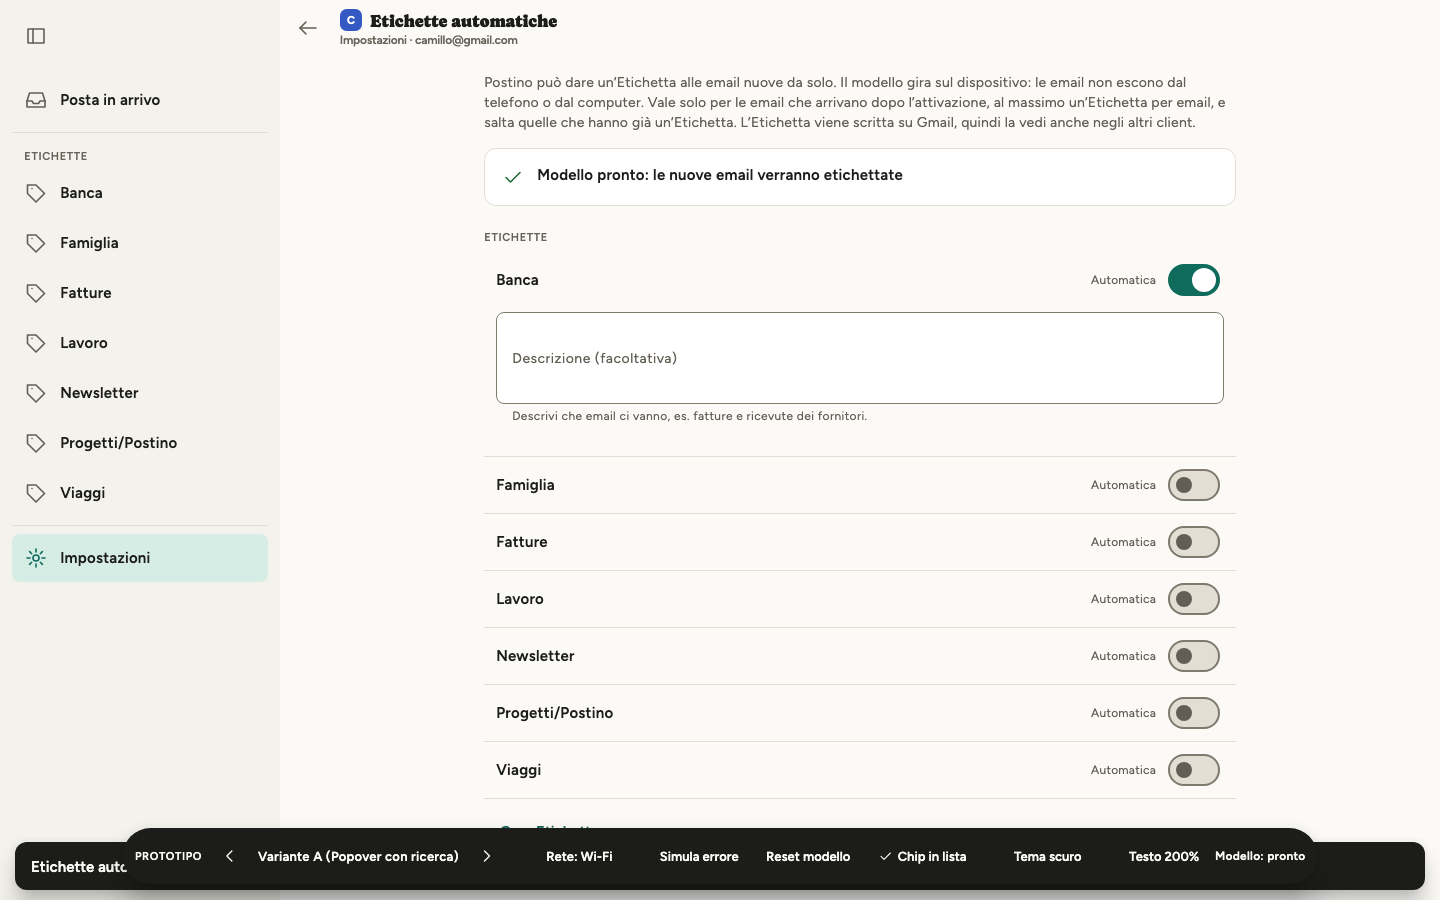 Posta in arrivo
ETICHETTE
Banca
Famiglia
Fatture
Lavoro
Newsletter
Progetti/Postino
Viaggi
Impostazioni
C Etichette automatiche
Impostazioni · camillo@gmail.com
Postino può dare un’Etichetta alle email nuove da solo. Il modello gira sul dispositivo: le email non escono dal
telefono o dal computer. Vale solo per le email che arrivano dopo l’attivazione, al massimo un’Etichetta per email, e
salta quelle che hanno già un’Etichetta. L’Etichetta viene scritta su Gmail, quindi la vedi anche negli altri client.
Modello pronto: le nuove email verranno etichettate
ETICHETTE
Banca Automatica
Descrizione (facoltativa)
Descrivi che email ci vanno, es. fatture e ricevute dei fornitori.
Famiglia Automatica
Fatture Automatica
Lavoro Automatica
Newsletter Automatica
Progetti/Postino Automatica
Viaggi Automatica
Etichette auto
PROTOTIPO Variante A (Popover con ricerca) Rete: Wi-Fi Simula errore Reset modello Chip in lista Tema scuro Testo 200% Modello: pronto